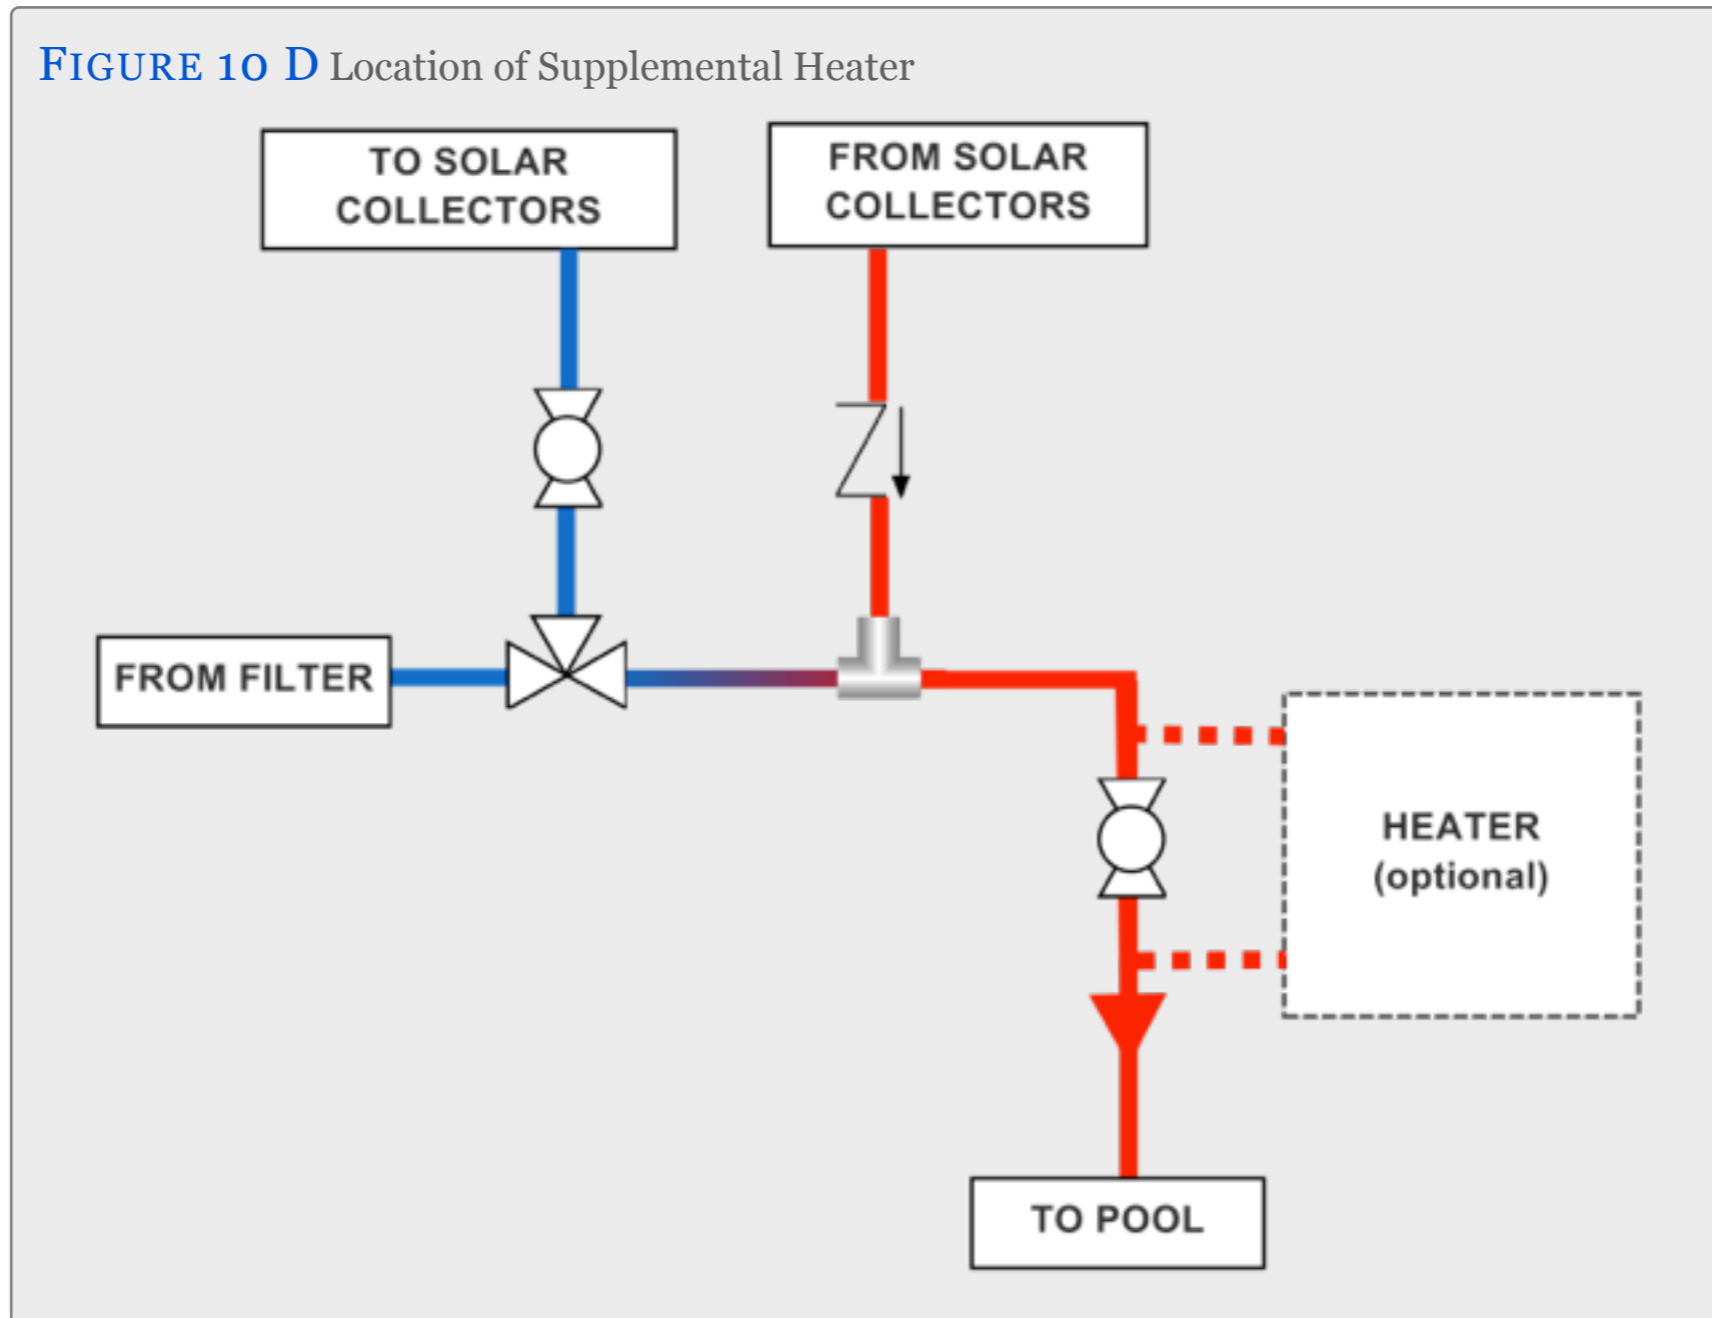 FIGURE 10 D Location of Supplemental Heater
TO SOLAR
COLLECTORS
FROM SOLAR
COLLECTORS
FROM FILTER
HEATER
(optional)
TO POOL